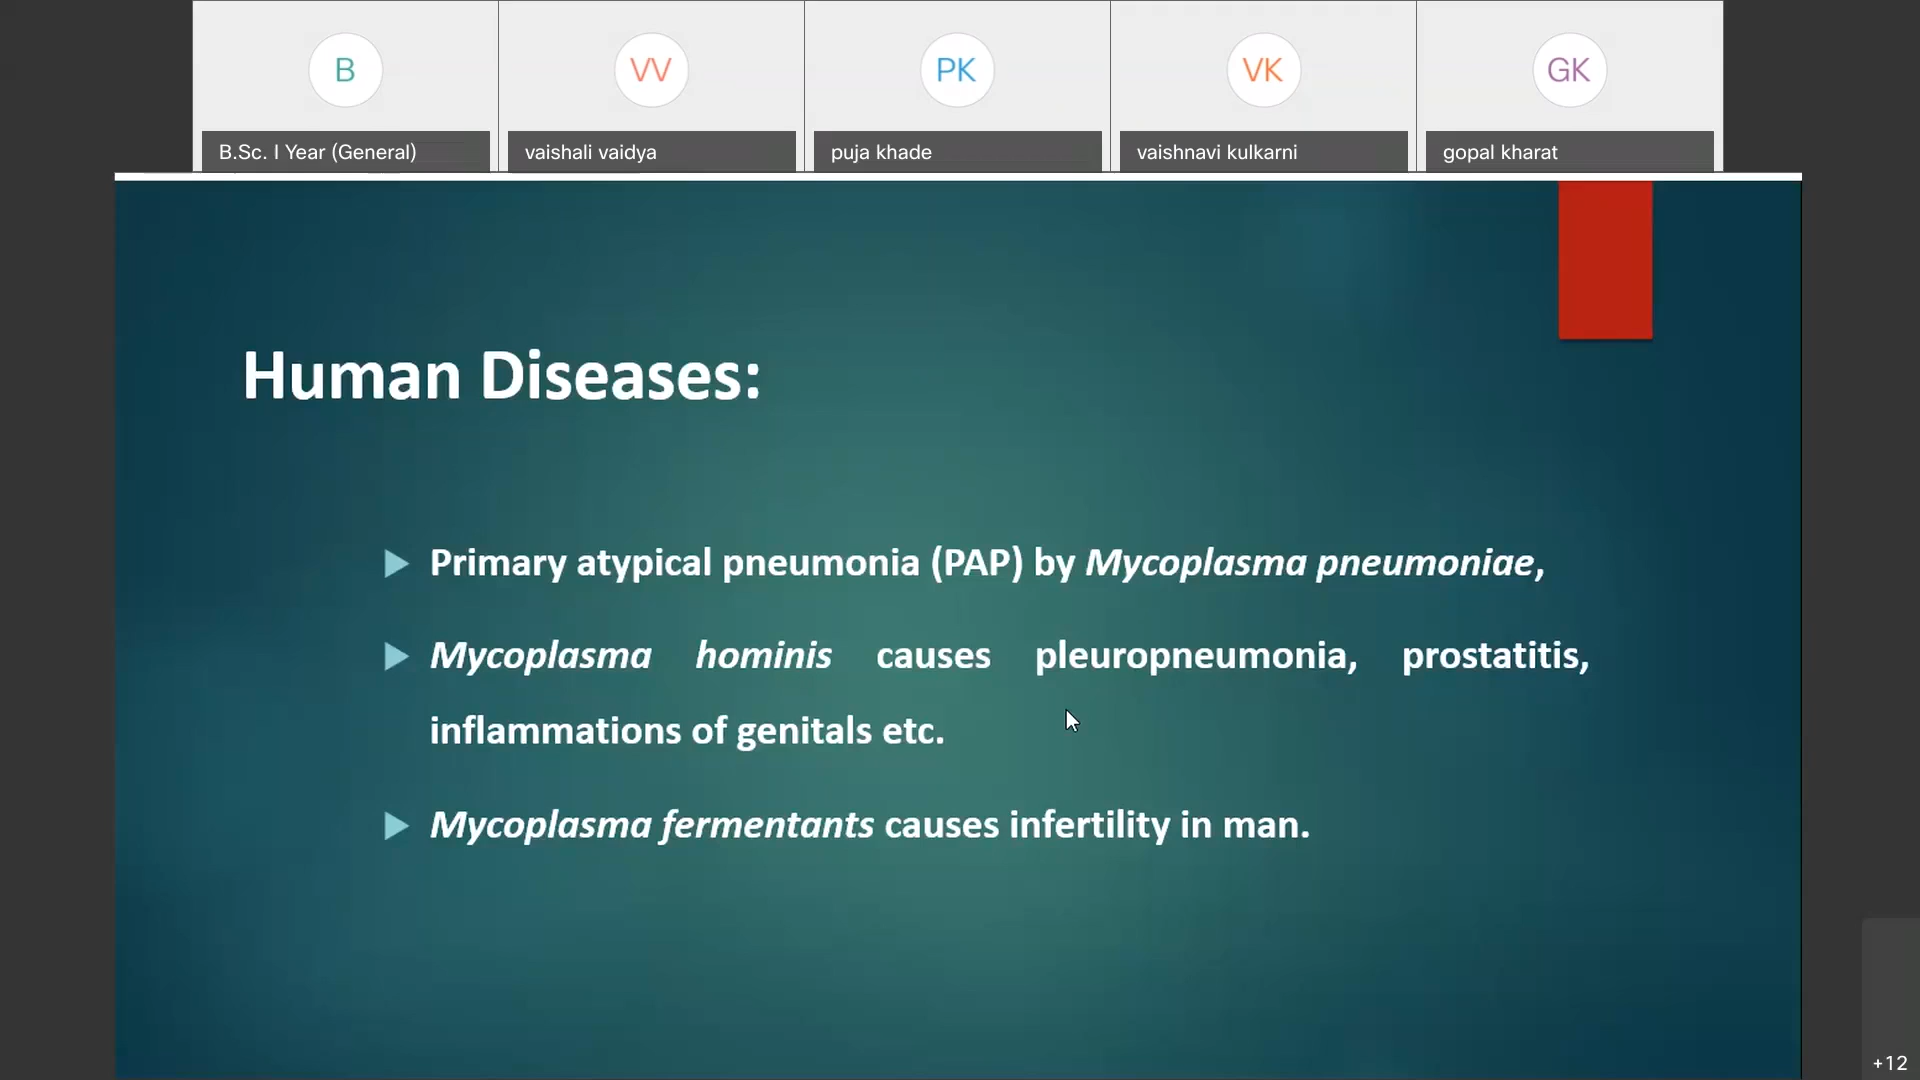 B
VV
PK
VK
GK
B.Sc. I Year (General)
vaishali vaidya
puja khade
vaishnavi kulkarni
gopal kharat
Human Diseases:
Primary atypical pneumonia (PAP) by Mycoplasma pneumoniae,
Mycoplasma hominis causes pleuropneumonia, prostatitis,
inflammations of genitals etc.
Mycoplasma fermentants causes infertility in man.
+12